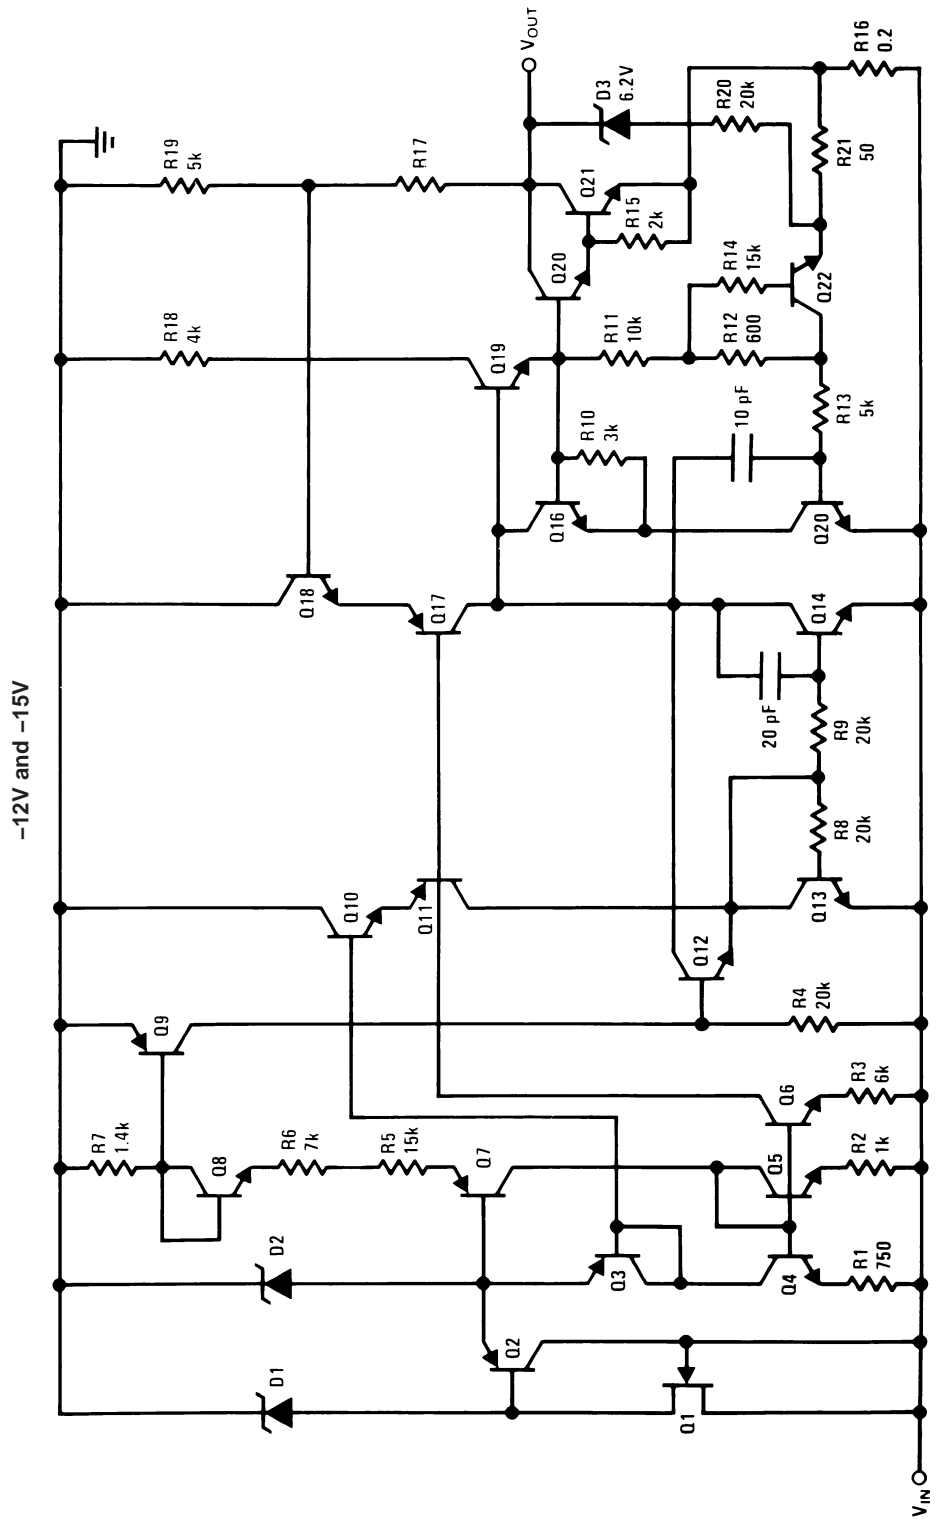 –12V and –15V
R7
1.4k
Q9
Q8
R6
7k
R5
15k
Q7
D2
D1
Q2
Q3
Q1
Q4
R1
750
Q5
R2
1k
Q6
R3
6k
R4
20k
Q10
Q11
Q12
Q13
R8
20k
R9
20k
20 pF
Q14
Q18
Q17
Q16
R10
3k
10 pF
Q20
R13
5k
R18
4k
Q19
R11
10k
R12
600
R14
15k
Q22
R19
5k
R17
Q20
Q21
R15
2k
D3
6.2V
R20
20k
R21
50
R16
0.2
VOUT
VIN